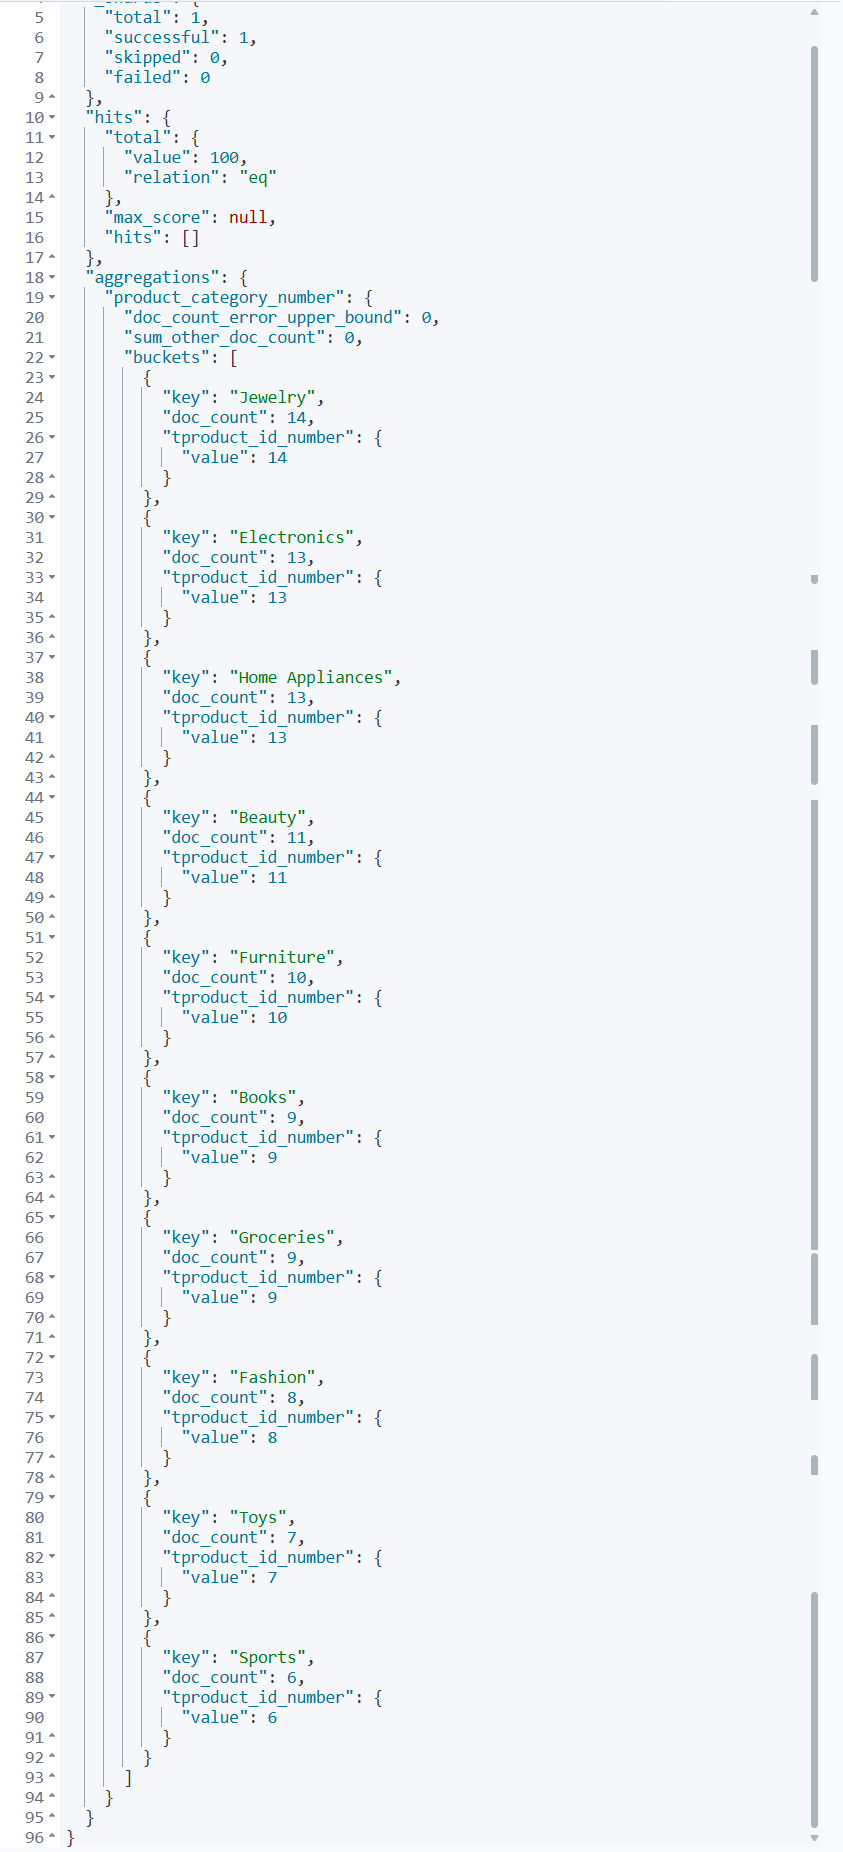 5 "total": 1,
6 "successful": 1,
7 "skipped": 0,
8 "failed": 0
9 },
10 "hits": {
11 "total": {
12 "value": 100,
13 "relation": "eq"
14 },
15 "max_score": null,
16 "hits": []
17 },
18 "aggregations": {
19 "product_category_number": {
20 "doc_count_error_upper_bound": 0,
21 "sum_other_doc_count": 0,
22 "buckets": [
23 {
24 "key": "Jewelry",
25 "doc_count": 14,
26 "tproduct_id_number": {
27 "value": 14
28 }
29 },
30 {
31 "key": "Electronics",
32 "doc_count": 13,
33 "tproduct_id_number": {
34 "value": 13
35 }
36 },
37 {
38 "key": "Home Appliances",
39 "doc_count": 13,
40 "tproduct_id_number": {
41 "value": 13
42 }
43 },
44 {
45 "key": "Beauty",
46 "doc_count": 11,
47 "tproduct_id_number": {
48 "value": 11
49 }
50 },
51 {
52 "key": "Furniture",
53 "doc_count": 10,
54 "tproduct_id_number": {
55 "value": 10
56 }
57 },
58 {
59 "key": "Books",
60 "doc_count": 9,
61 "tproduct_id_number": {
62 "value": 9
63 }
64 },
65 {
66 "key": "Groceries",
67 "doc_count": 9,
68 "tproduct_id_number": {
69 "value": 9
70 }
71 },
72 {
73 "key": "Fashion",
74 "doc_count": 8,
75 "tproduct_id_number": {
76 "value": 8
77 }
78 },
79 {
80 "key": "Toys",
81 "doc_count": 7,
82 "tproduct_id_number": {
83 "value": 7
84 }
85 },
86 {
87 "key": "Sports",
88 "doc_count": 6,
89 "tproduct_id_number": {
90 "value": 6
91 }
92 }
93 ]
94 }
95 }
96 }